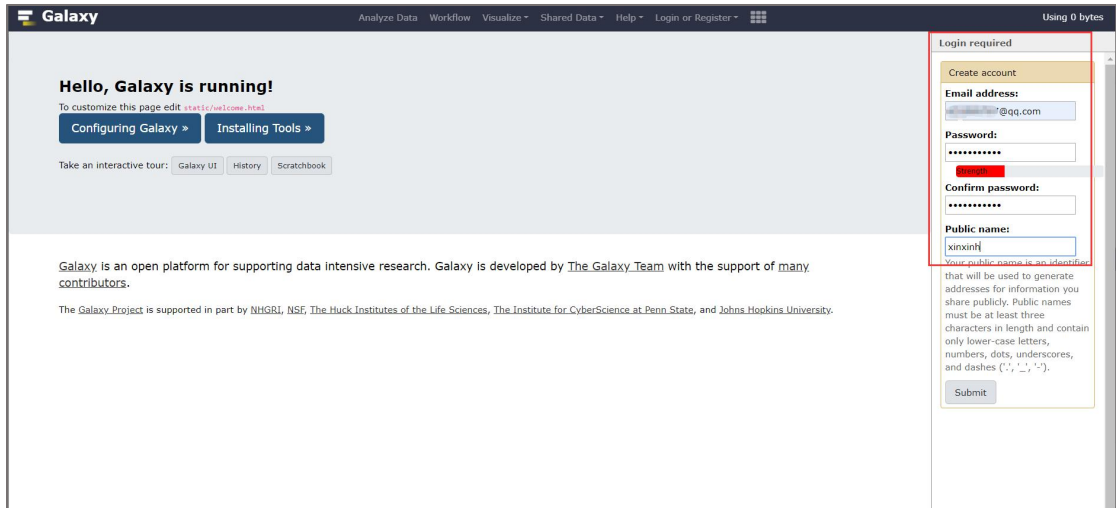 Galaxy
Analyze Data Workflow Visualize Shared Data Help Login or Register
Using 0 bytes
Hello, Galaxy is running!
To customize this page edit static/welcome.html
Configuring Galaxy » Installing Tools »
Take an interactive tour: Galaxy UI History Scratchbook
Galaxy is an open platform for supporting data intensive research. Galaxy is developed by The Galaxy Team with the support of many
contributors.
The Galaxy Project is supported in part by NHGRI, NSF, The Huck Institutes of the Life Sciences, The Institute for CyberScience at Penn State, and Johns Hopkins University.
Login required
Create account
Email address:
@qq.com
Password:
•••••••••••
Strength
Confirm password:
•••••••••••
Public name:
xinxinh
Your public name is an identifier
that will be used to generate
addresses for information you
share publicly. Public names
must be at least three
characters in length and contain
only lower-case letters,
numbers, dots, underscores,
and dashes ('.', '_', '-').
Submit